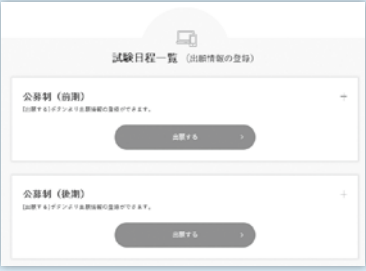 試験日程一覧 (出願情報の登録)
公募制 (前期)
[出願する]ボタンより出願情報の登録ができます。
出願する
公募制 (後期)
[出願する]ボタンより出願情報の登録ができます。
出願する